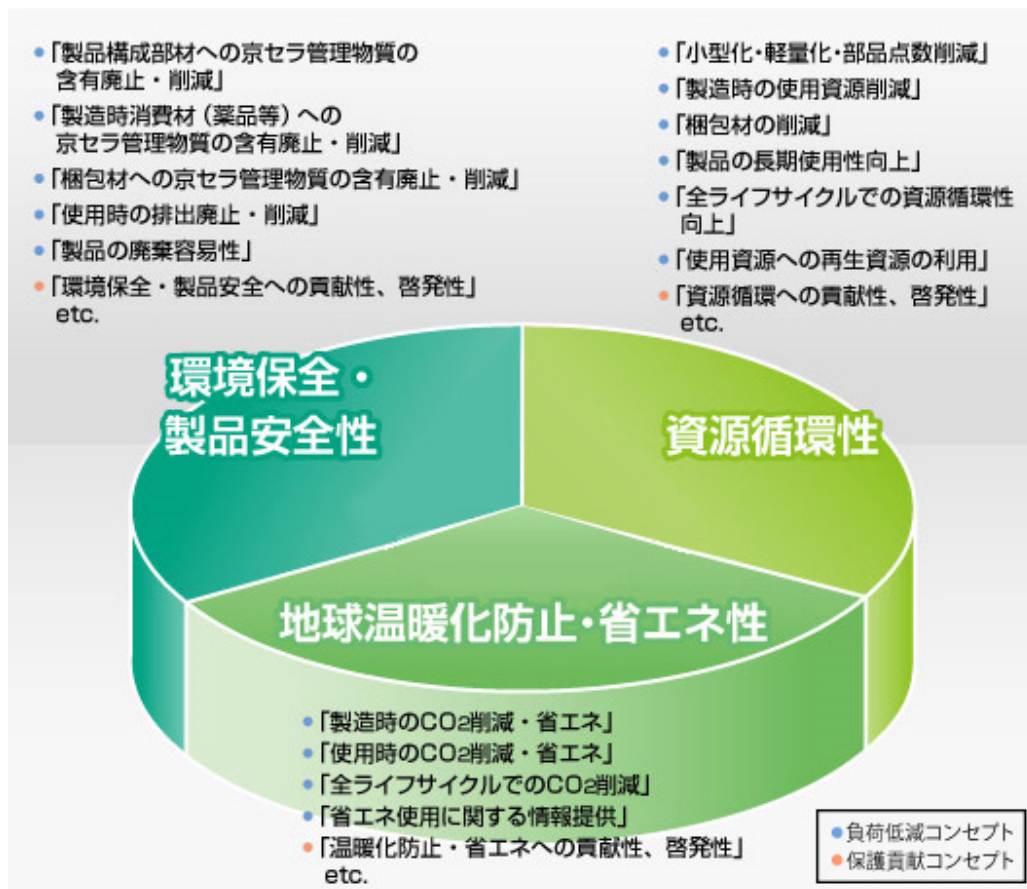 •「製品構成部材への京セラ管理物質の
含有廃止・削減」
•「製造時消費材(薬品等)への
京セラ管理物質の含有廃止・削減」
•「梱包材への京セラ管理物質の含有廃止・削減」
•「使用時の排出廃止・削減」
•「製品の廃棄容易性」
•「環境保全・製品安全への貢献性、啓発性」
etc.
•「小型化・軽量化・部品点数削減」
•「製造時の使用資源削減」
•「梱包材の削減」
•「製品の長期使用性向上」
•「全ライフサイクルでの資源循環性
向上」
•「使用資源への再生資源の利用」
•「資源循環への貢献性、啓発性」
etc.
環境保全・
製品安全性
資源循環性
地球温暖化防止・省エネ性
•「製造時のCO2削減・省エネ」
•「使用時のCO2削減・省エネ」
•「全ライフサイクルでのCO2削減」
•「省エネ使用に関する情報提供」
•「温暖化防止・省エネへの貢献性、啓発性」
etc.
•負荷低減コンセプト
•保護貢献コンセプト